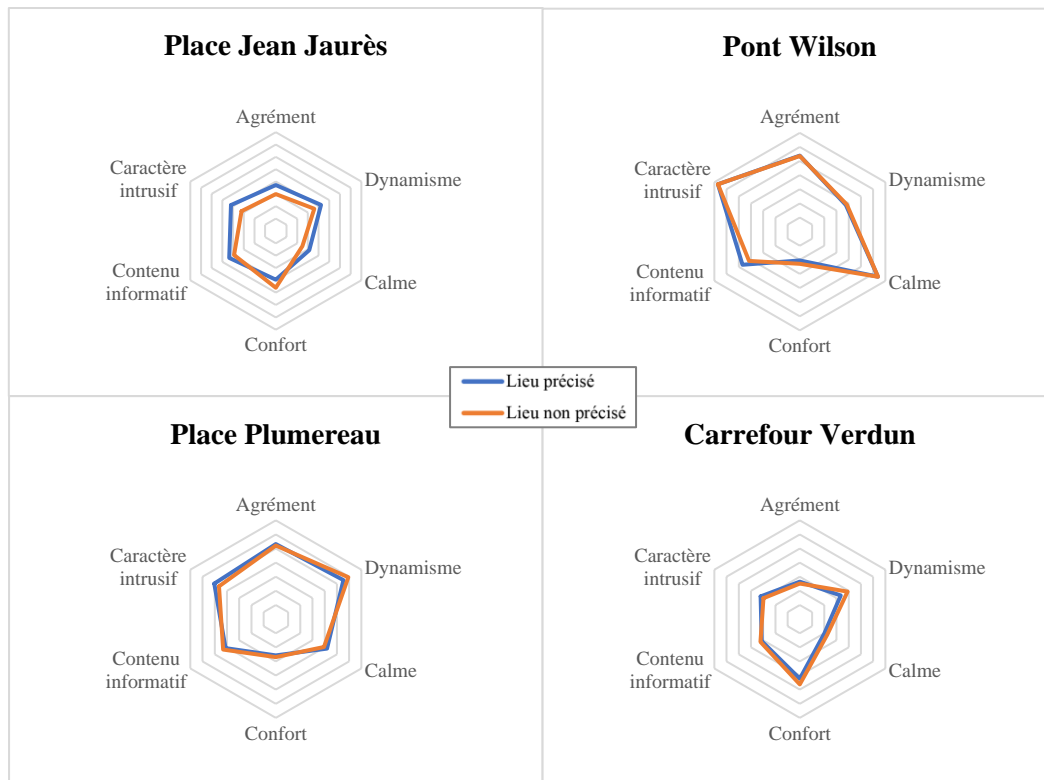 Place Jean Jaurès
Agrément
Dynamisme
Calme
Confort
Contenu
informatif
Caractère
intrusif
Pont Wilson
Agrément
Dynamisme
Calme
Confort
Contenu
informatif
Caractère
intrusif
Lieu précisé
Lieu non précisé
Place Plumereau
Agrément
Dynamisme
Calme
Confort
Contenu
informatif
Caractère
intrusif
Carrefour Verdun
Agrément
Dynamisme
Calme
Confort
Contenu
informatif
Caractère
intrusif